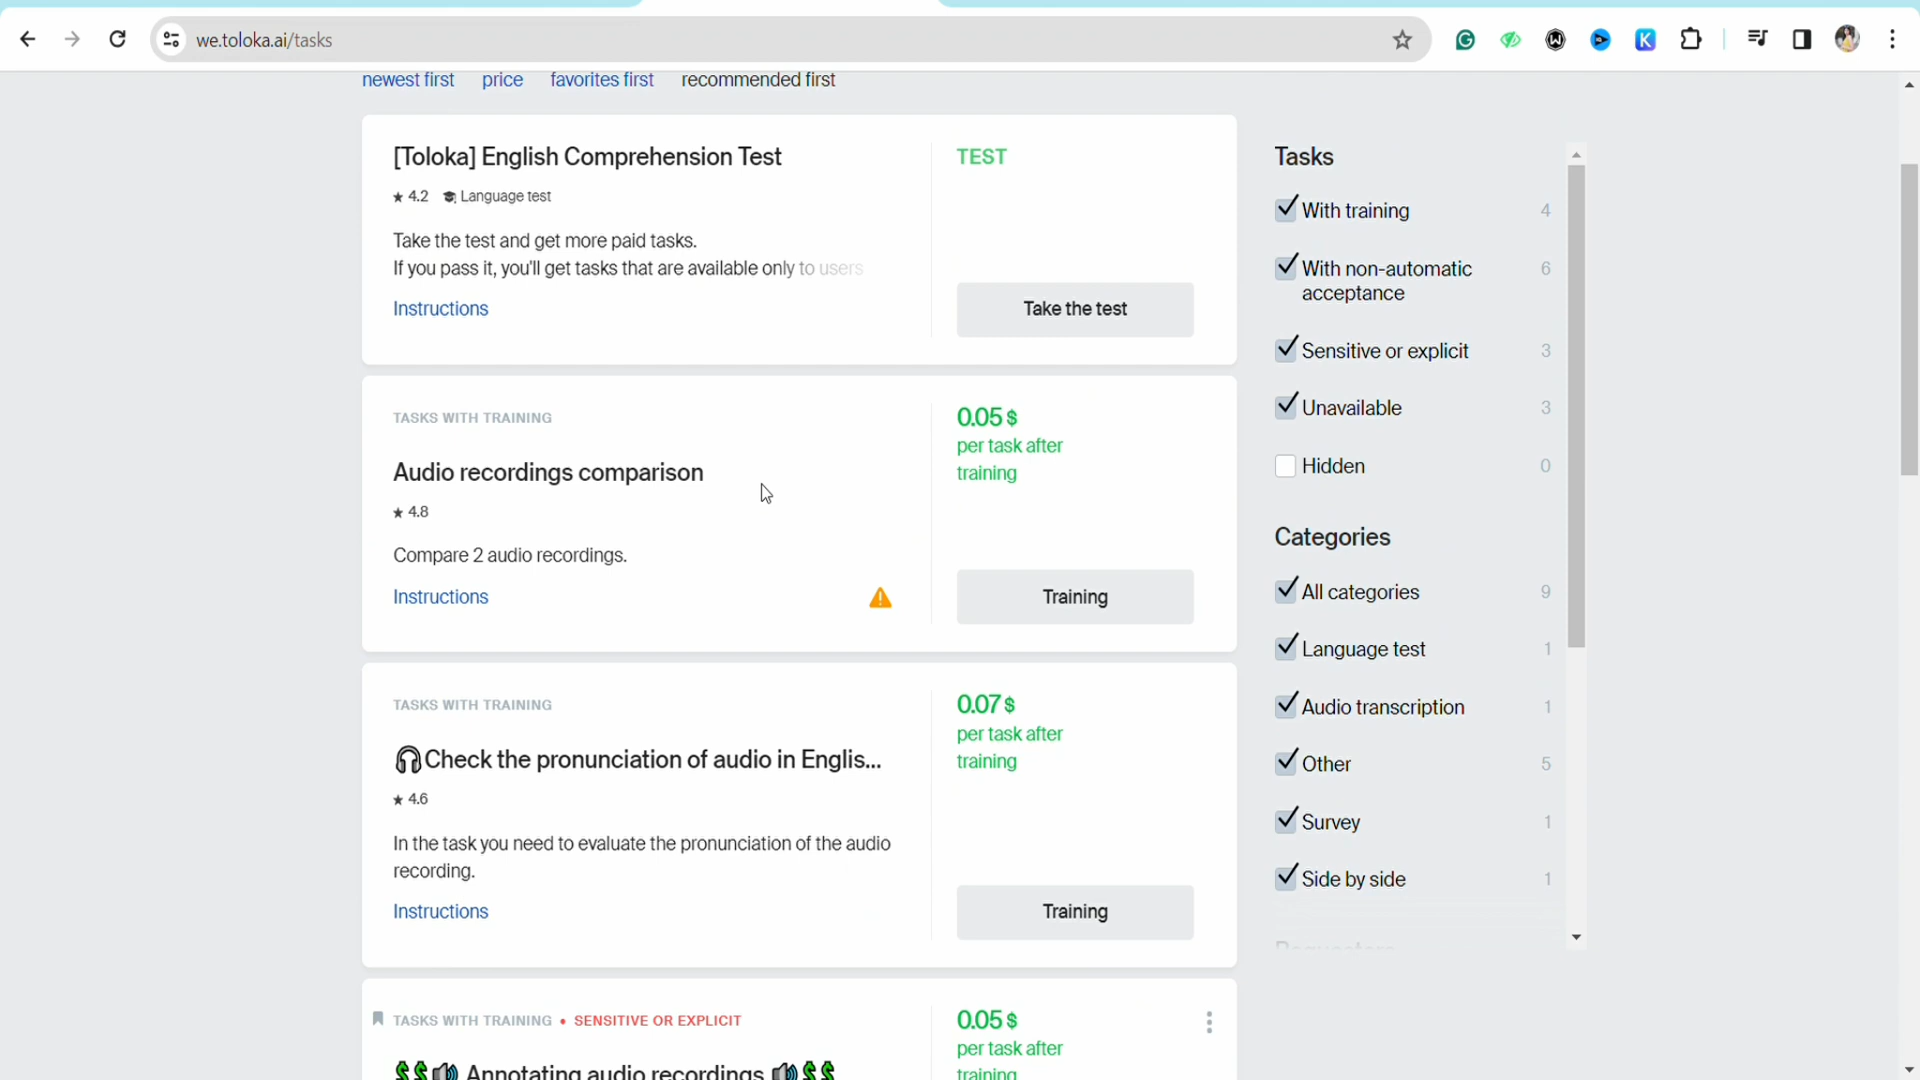 we.toloka.ai/tasks
newest first price favorites first recommended first
[Toloka] English Comprehension Test
4.2 Language test
Take the test and get more paid tasks.
If you pass it, you'll get tasks that are available only to users
Instructions
TEST
Take the test
TASKS WITH TRAINING
Audio recordings comparison
4.8
Compare 2 audio recordings.
Instructions
0.05 $
per task after
training
Training
TASKS WITH TRAINING
Check the pronunciation of audio in Englis...
4.6
In the task you need to evaluate the pronunciation of the audio
recording.
Instructions
0.07 $
per task after
training
Training
TASKS WITH TRAINING • SENSITIVE OR EXPLICIT
$$ Annotating audio recordings $$
0.05 $
per task after
training
Tasks
With training 4
With non-automatic 6
acceptance
Sensitive or explicit 3
Unavailable 3
Hidden 0
Categories
All categories 9
Language test 1
Audio transcription 1
Other 5
Survey 1
Side by side 1